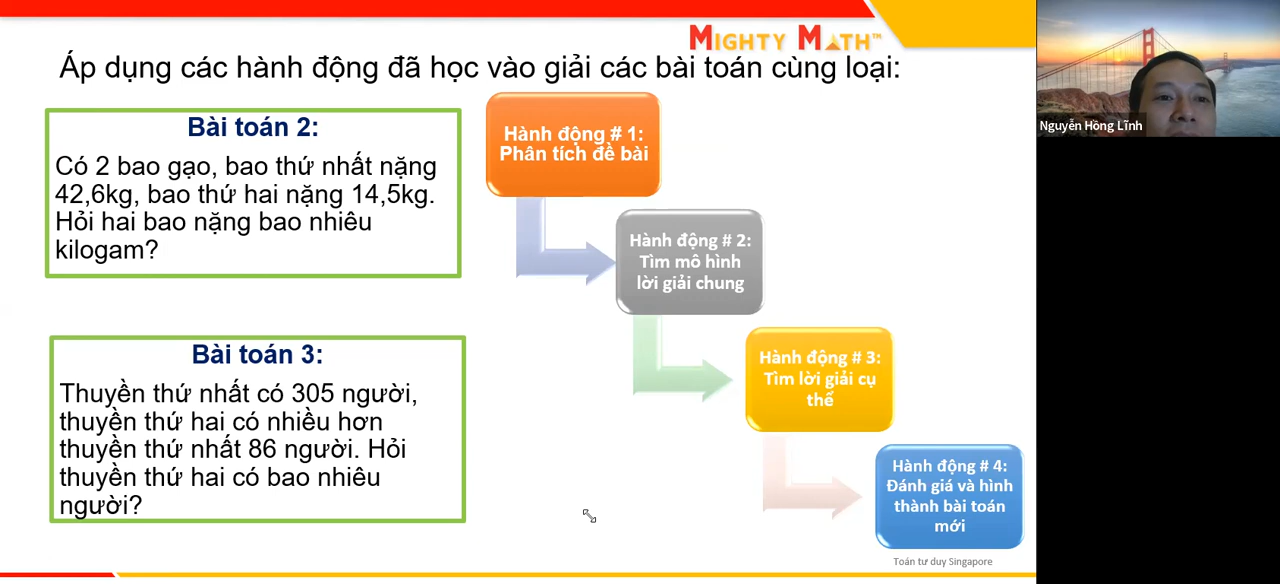 MIGHTY MATH™
Áp dụng các hành động đã học vào giải các bài toán cùng loại:
Bài toán 2:
Có 2 bao gạo, bao thứ nhất nặng
42,6kg, bao thứ hai nặng 14,5kg.
Hỏi hai bao nặng bao nhiêu
kilogam?
Bài toán 3:
Thuyền thứ nhất có 305 người,
thuyền thứ hai có nhiều hơn
thuyền thứ nhất 86 người. Hỏi
thuyền thứ hai có bao nhiêu
người?
Hành động # 1:
Phân tích đề bài
Hành động # 2:
Tìm mô hình
lời giải chung
Hành động # 3:
Tìm lời giải cụ
thể
Hành động # 4:
Đánh giá và hình
thành bài toán
mới
Toán tư duy Singapore
Nguyễn Hồng Lĩnh